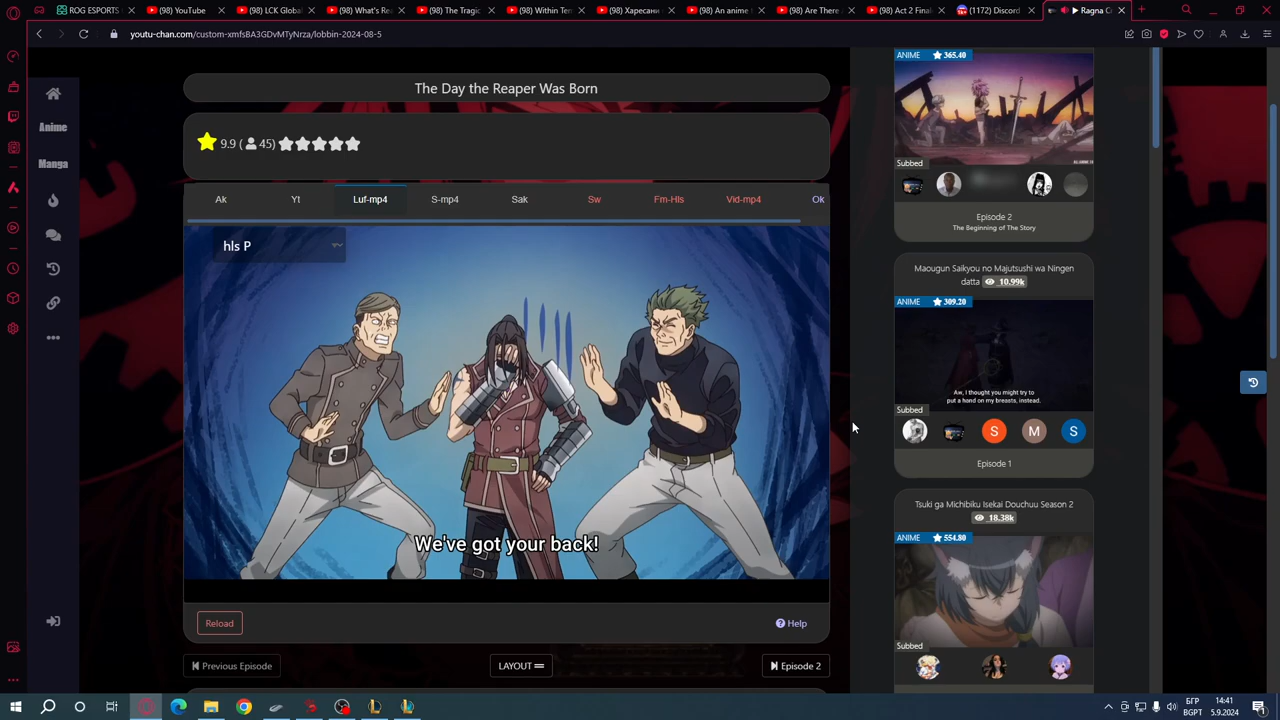 ROG ESPORTS
(98) YouTube
(98) LCK Global
(98) What's Re
(98) The Tragic
(98) Within Tem
(98) Харесани
(98) An anime t
(98) Are There
(98) Act 2 Final
(1172) Discord
Ragna C
youtu-chan.com/custom-xmfsBA3GDvMTyNrza/lobbin-2024-08-5
Anime
Manga
The Day the Reaper Was Born
9.9 ( 45)
Ak
Yt
Luf-mp4
S-mp4
Sak
Sw
Fm-Hls
Vid-mp4
Ok
hls P
We've got your back!
Reload
Help
Previous Episode
LAYOUT
Episode 2
ANIME 365.40
Subbed
Episode 2
The Beginning of The Story
Maougun Saikyou no Majutsushi wa Ningen
datta 10.99k
ANIME 309.20
Aw, I thought you might try to
put a hand on my breasts, instead.
Subbed
S
M
S
Episode 1
Tsuki ga Michibiku Isekai Douchuu Season 2
18.38k
ANIME 554.80
Subbed
БГР
BGPT
14:41
5.9.2024